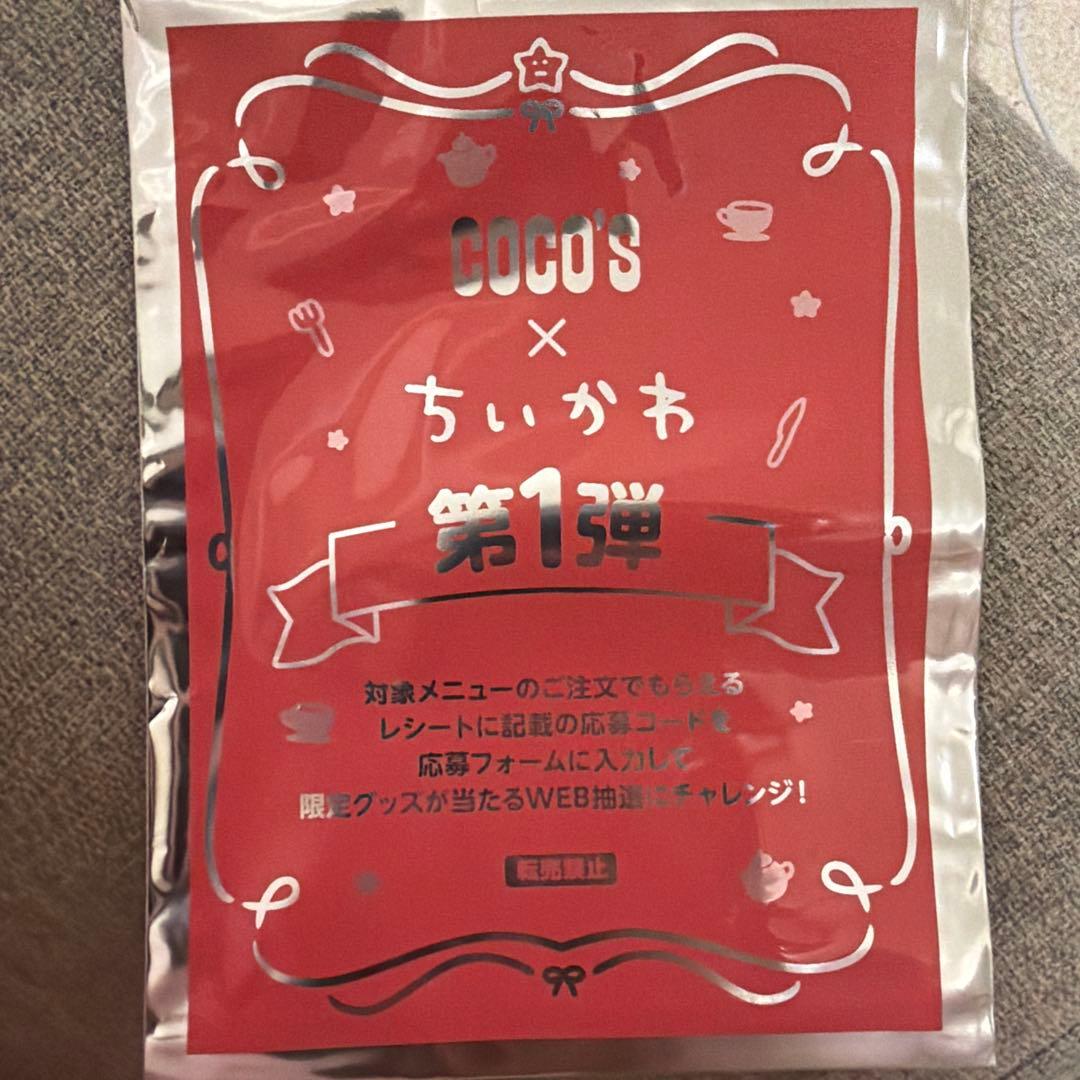 COCO'S
×
ちいかわ
第1弾
対象メニューのご注文でもらえる
レシートに記載の応募コードを
応募フォームに入力して
限定グッズが当たるWEB抽選にチャレンジ!
転売禁止